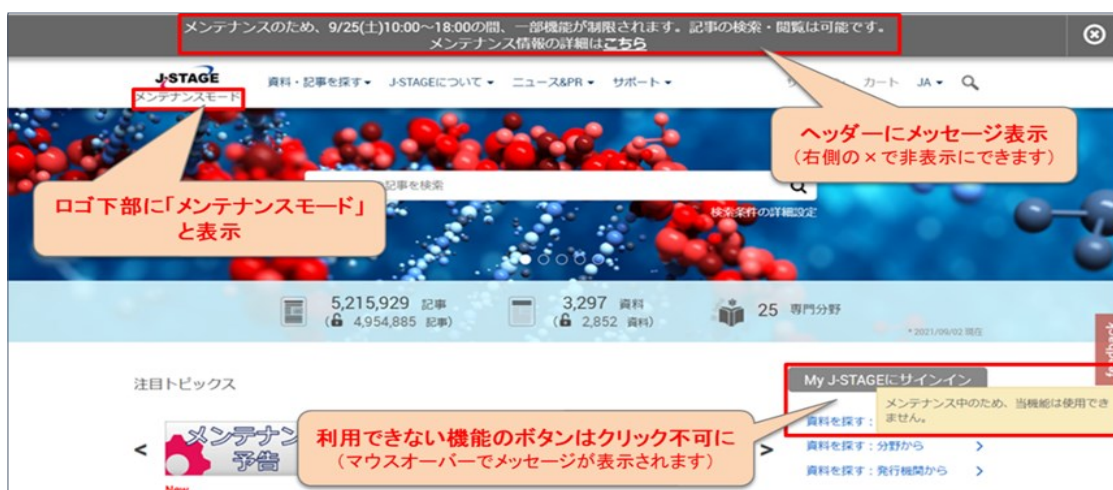 メンテナンスのため、9/25(土)10:00～18:00の間、一部機能が制限されます。記事の検索・閲覧は可能です。
メンテナンス情報の詳細はこちら
J-STAGE
メンテナンスモード
資料・記事を探す
J-STAGEについて
ニュース&PR
サポート
カート
JA
ヘッダーにメッセージ表示
(右側の×で非表示にできます)
記事を検索
検索条件の詳細設定
ロゴ下部に「メンテナンスモード」
と表示
5,215,929 記事
(4,954,885 記事)
3,297 資料
(2,852 資料)
25 専門分野
*2021/09/02 現在
feedback
注目トピックス
My J-STAGEにサインイン
メンテナンス中のため、当機能は使用でき
ません。
資料を探す：
資料を探す：分野から
資料を探す：発行機関から
利用できない機能のボタンはクリック不可に
(マウスオーバーでメッセージが表示されます)
メンテナン
予告
New